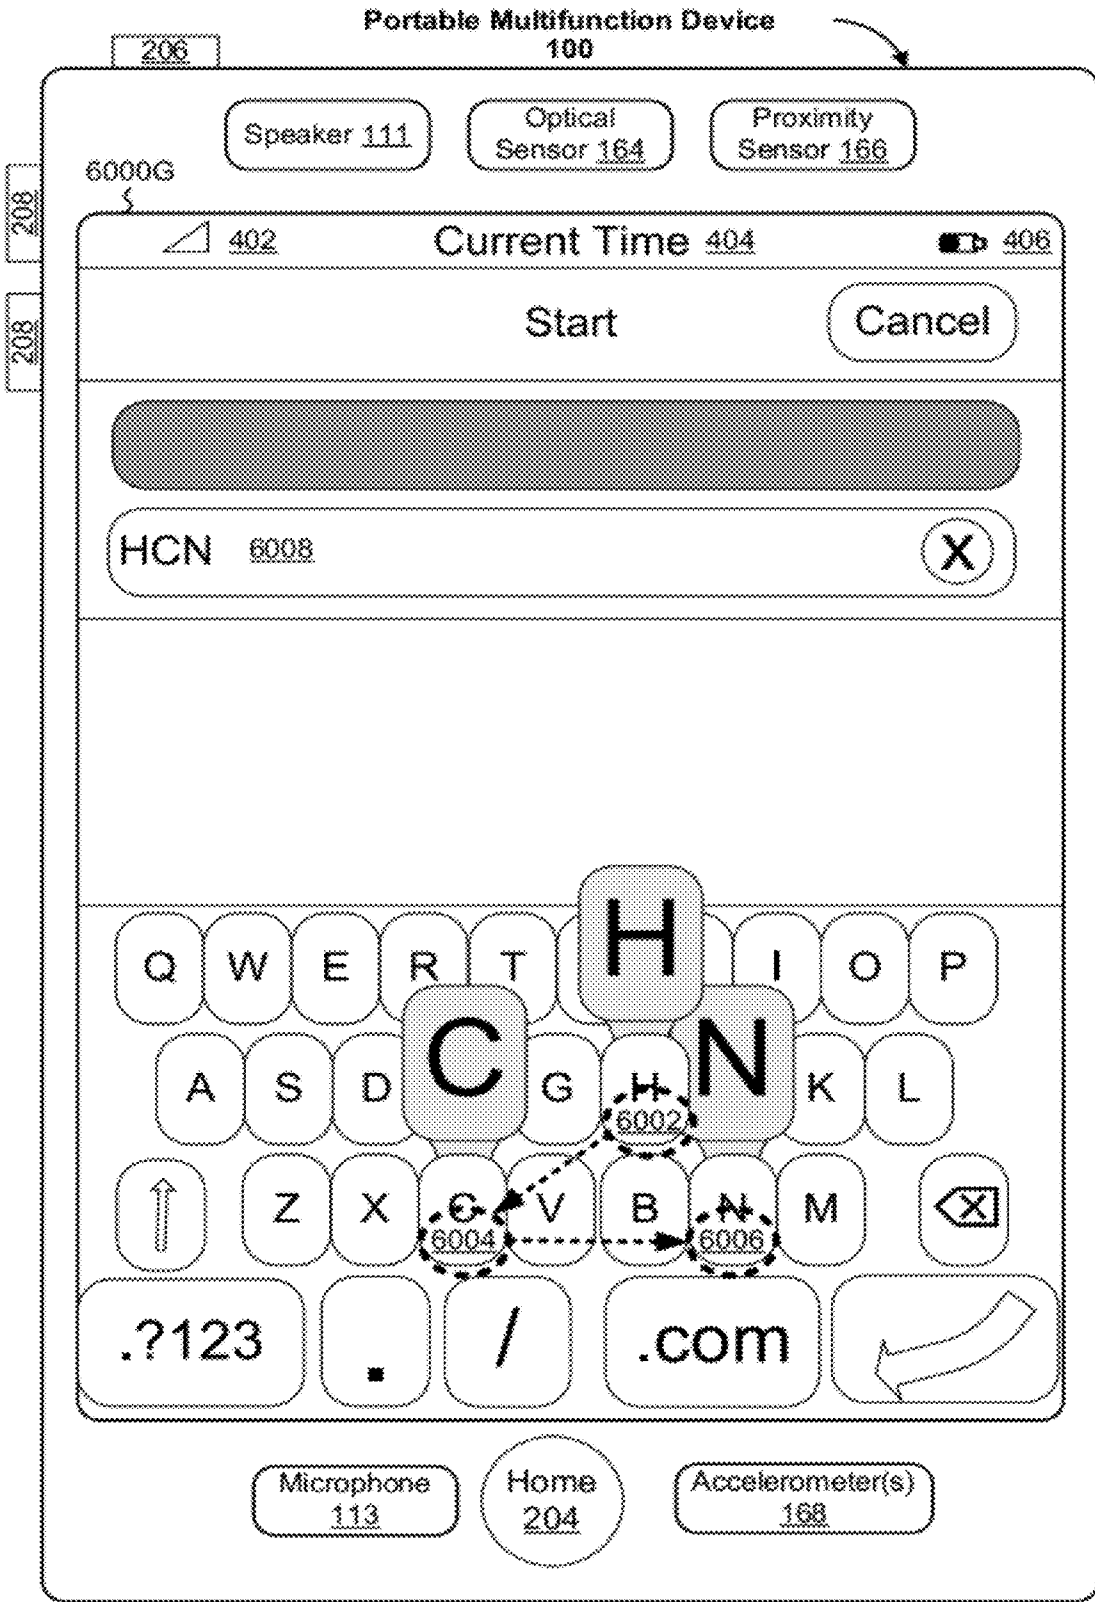 Portable Multifunction Device
100
206
Speaker 111
Optical
Sensor 164
Proximity
Sensor 166
6000G
208
208
402
Current Time 404
406
Start
Cancel
HCN 6008
X
H
Q W E R T I O P
C
N
A S D G H K L
6002
Z X C V B N M X
6004
6006
.?123 . / .com
Microphone
113
Home
204
Accelerometer(s)
168